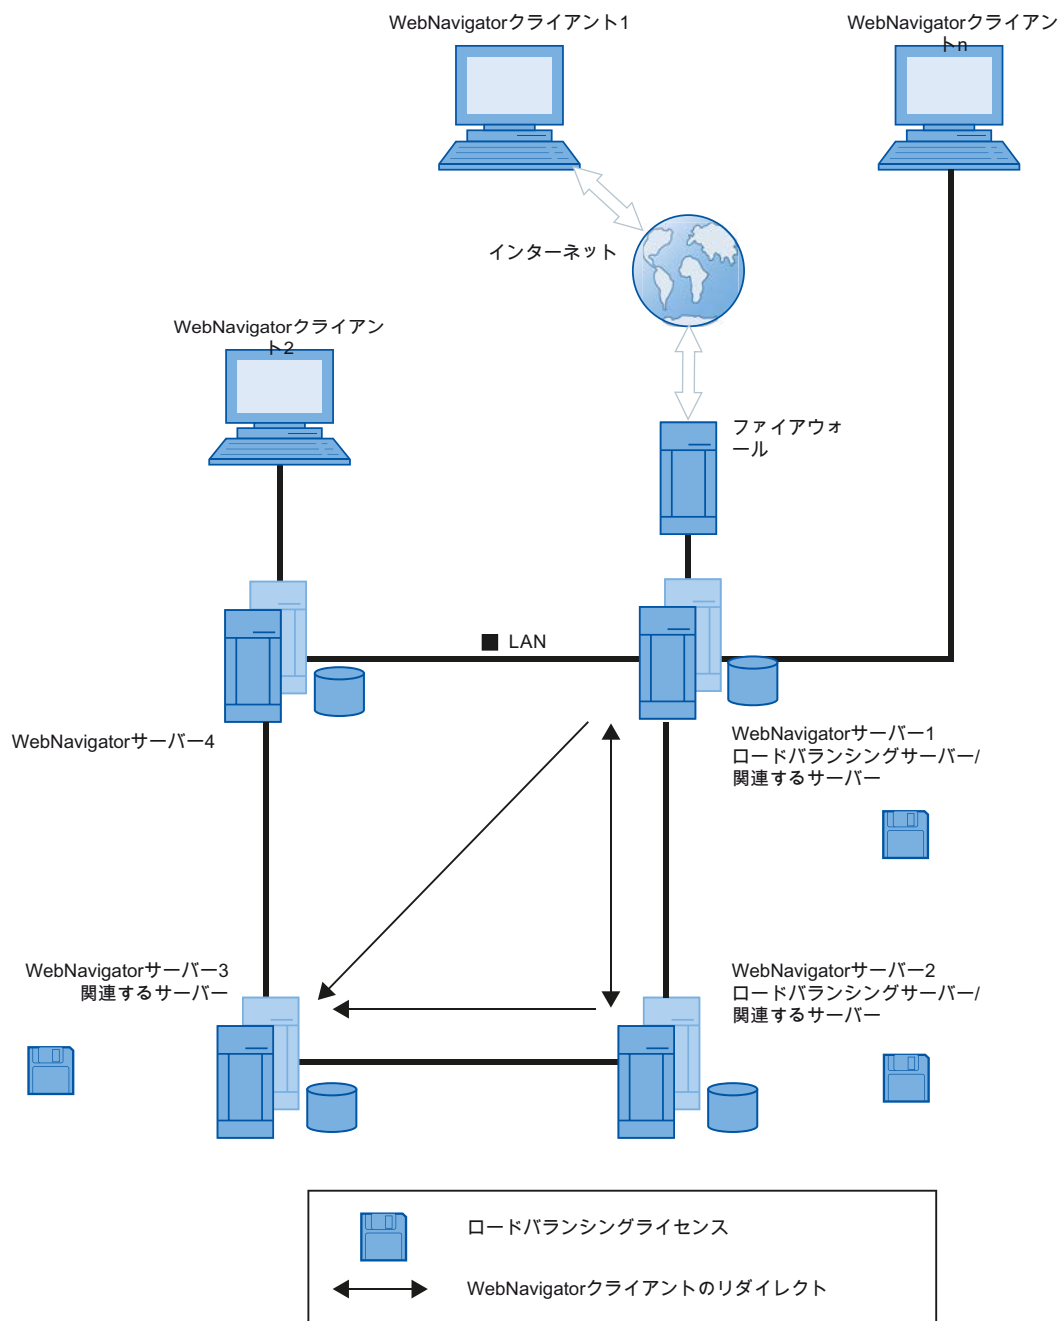 WebNavigatorクライアント1
WebNavigatorクライアン
トn
インターネット
WebNavigatorクライアン
ト2
ファイアウォ
ール
LAN
WebNavigatorサーバー4
WebNavigatorサーバー1
ロードバランシングサーバー/
関連するサーバー
WebNavigatorサーバー3
関連するサーバー
WebNavigatorサーバー2
ロードバランシングサーバー/
関連するサーバー
ロードバランシングライセンス
WebNavigatorクライアントのリダイレクト